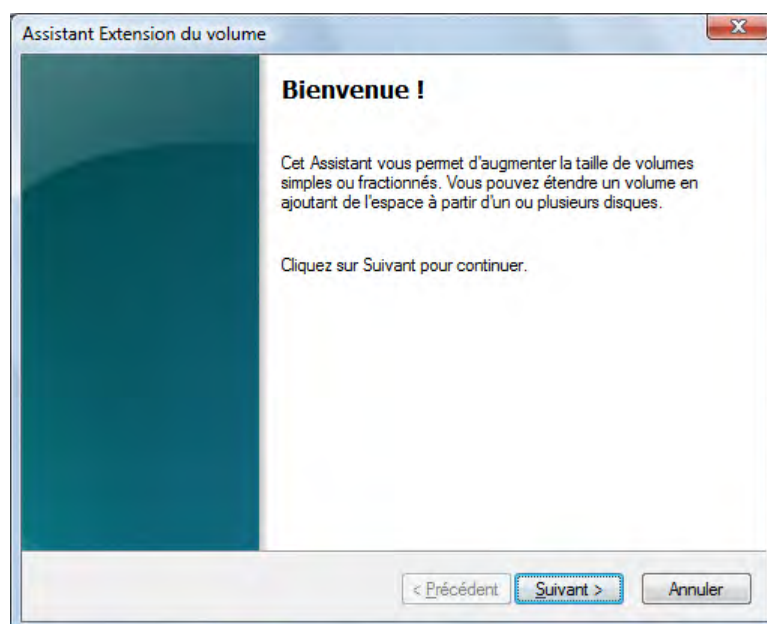 Assistant Extension du volume
Bienvenue !
Cet Assistant vous permet d'augmenter la taille de volumes
simples ou fractionnés. Vous pouvez étendre un volume en
ajoutant de l'espace à partir d'un ou plusieurs disques.
Cliquez sur Suivant pour continuer.
< Précédent Suivant > Annuler